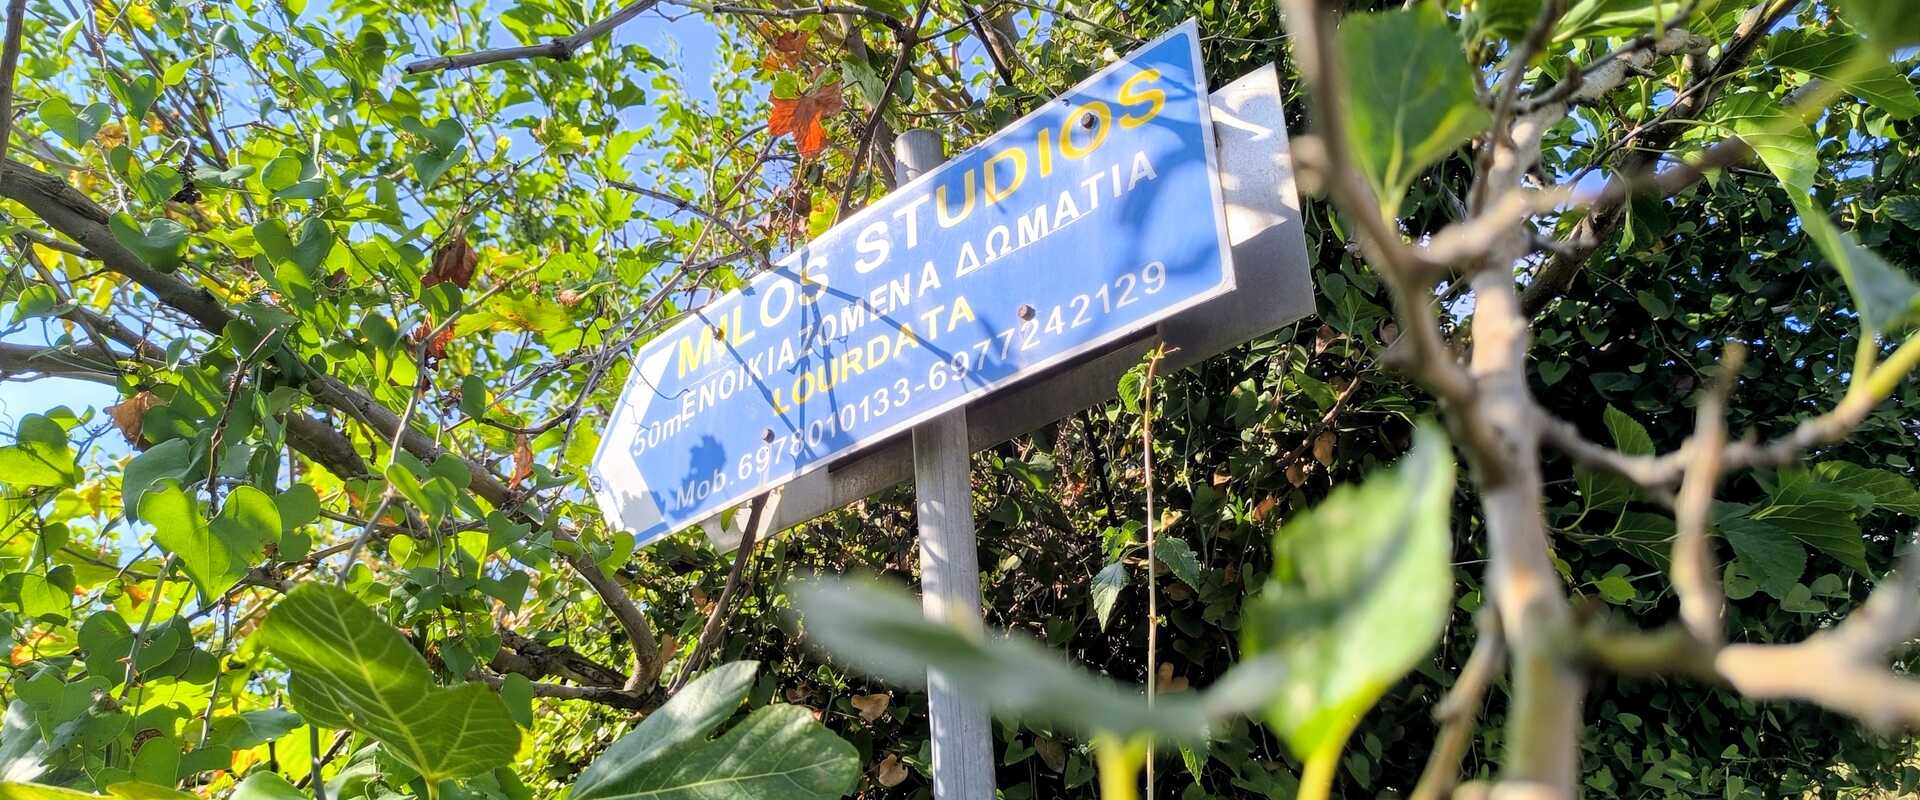 MILOS STUDIOS
ΕΝΟΙΚΙΑΖΟΜΕΝΑ ΔΩΜΑΤΙΑ
50m. LOURDATA
Mob.6978010133-6977242129